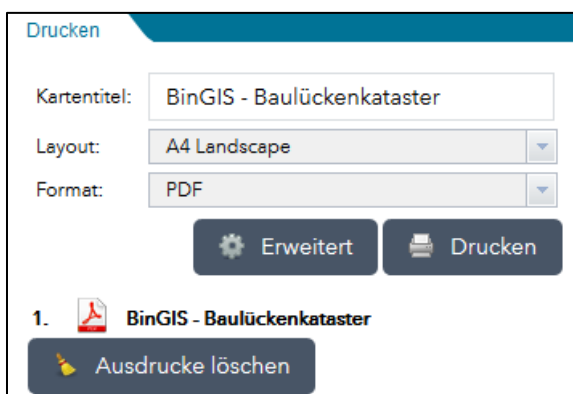 Drucken
Kartentitel: BinGIS - Baulückenkataster
Layout: A4 Landscape
Format: PDF
Erweitert Drucken
1. BinGIS - Baulückenkataster
Ausdrucke löschen